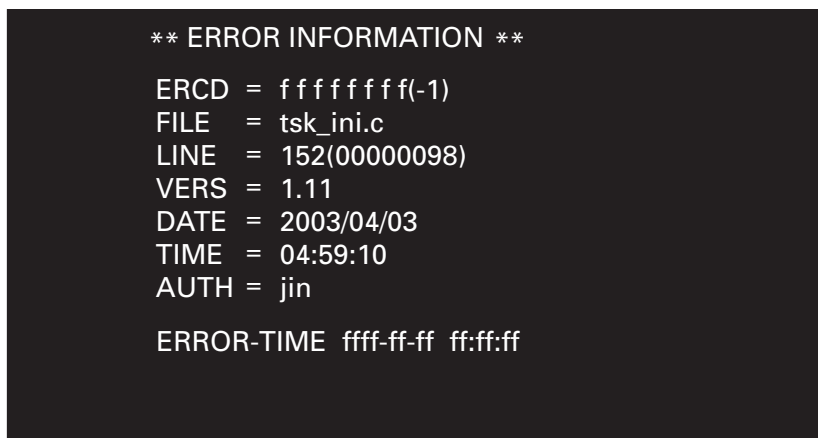 ** ERROR INFORMATION **
ERCD = f f f f f f f f(-1)
FILE = tsk_ini.c
LINE = 152(00000098)
VERS = 1.11
DATE = 2003/04/03
TIME = 04:59:10
AUTH = jin
ERROR-TIME ffff-ff-ff ff:ff:ff